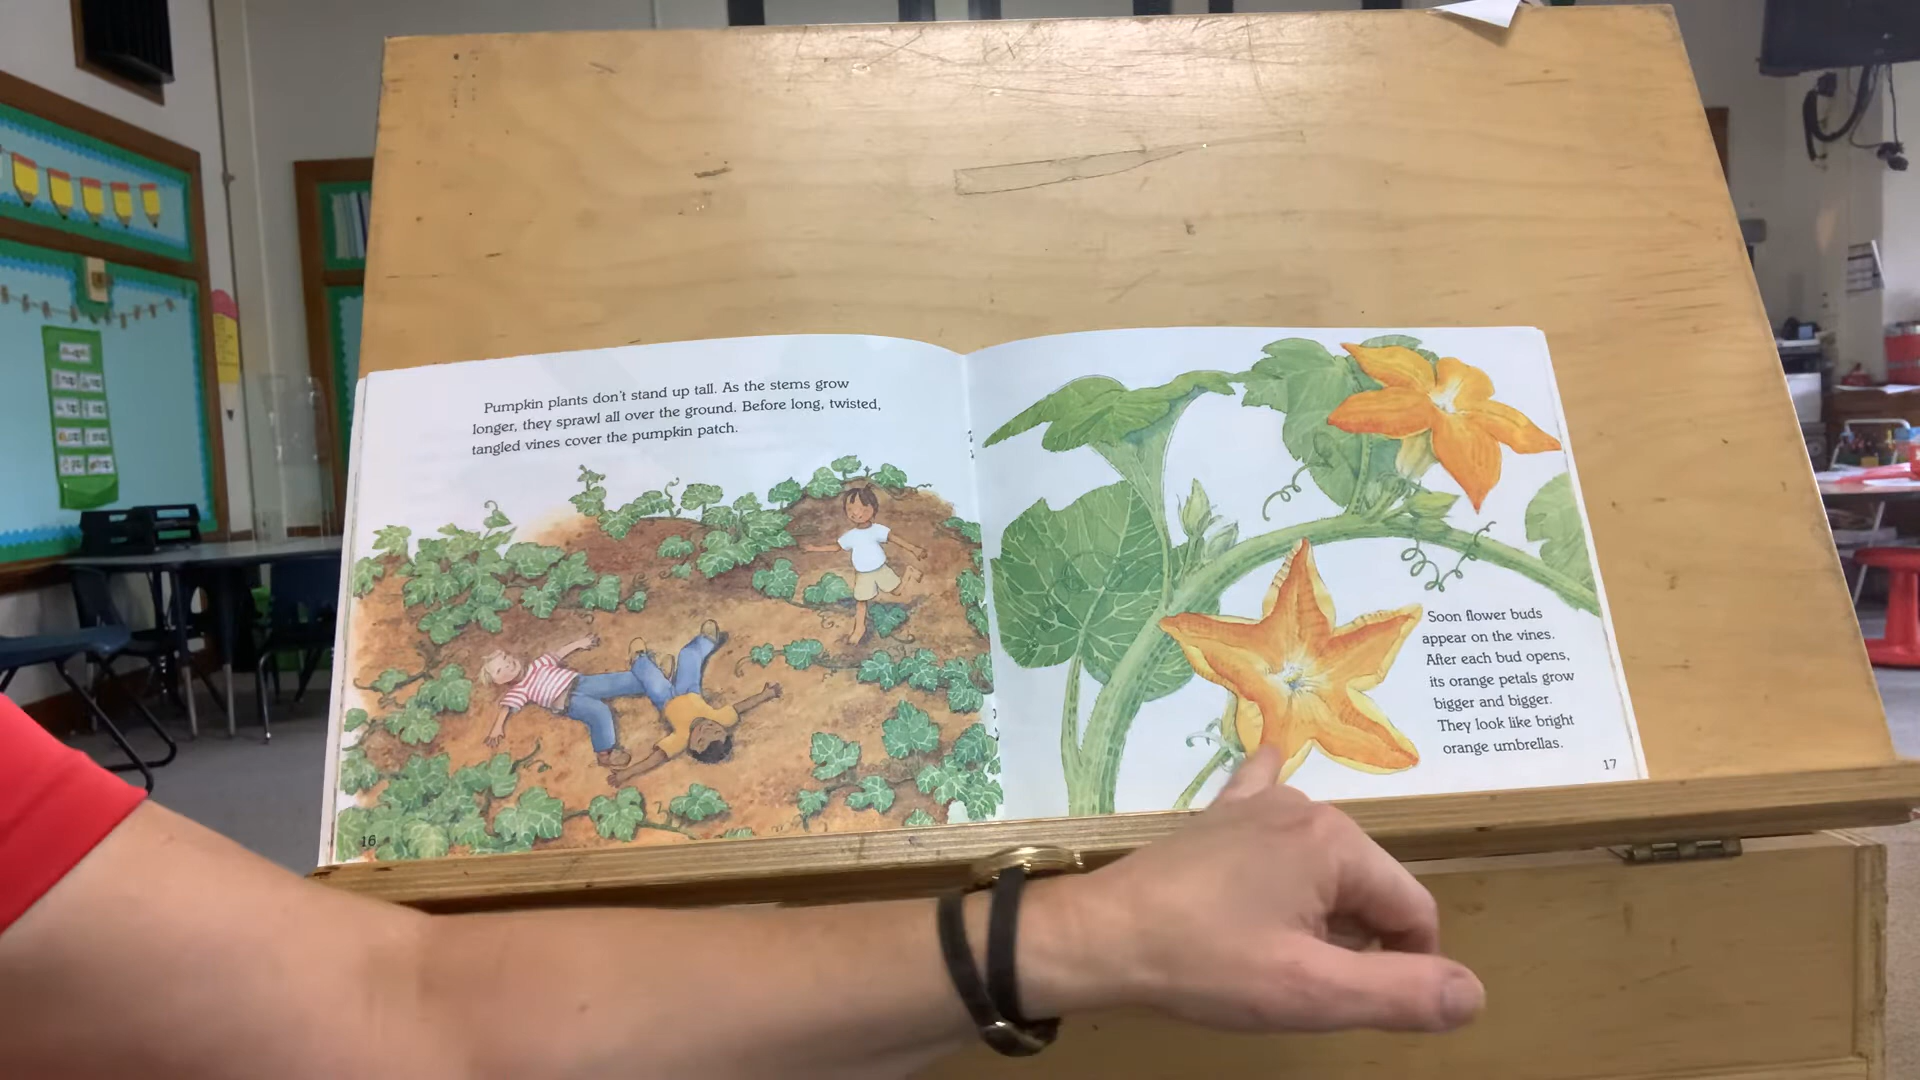 Pumpkin plants don't stand up tall. As the stems grow
longer, they sprawl all over the ground. Before long, twisted,
tangled vines cover the pumpkin patch.
16
Soon flower buds
appear on the vines.
After each bud opens,
its orange petals grow
bigger and bigger.
They look like bright
orange umbrellas.
17